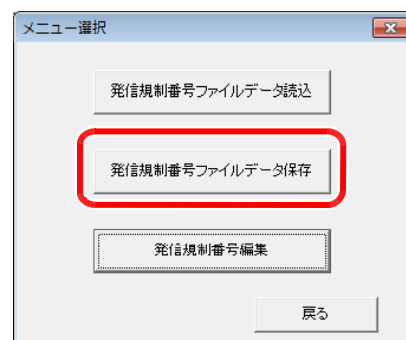 メニュー選択
発信規制番号ファイルデータ読込
発信規制番号ファイルデータ保存
発信規制番号編集
戻る